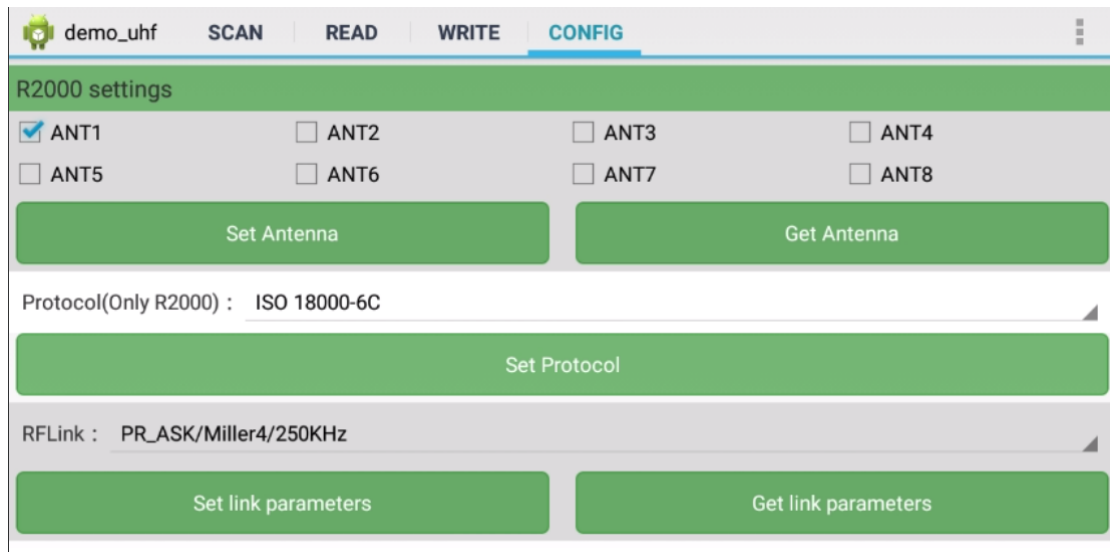 demo_uhf SCAN READ WRITE CONFIG
R2000 settings
ANT1 ANT2 ANT3 ANT4
ANT5 ANT6 ANT7 ANT8
Set Antenna Get Antenna
Protocol(Only R2000) : ISO 18000-6C
Set Protocol
RFLink : PR_ASK/Miller4/250KHz
Set link parameters Get link parameters